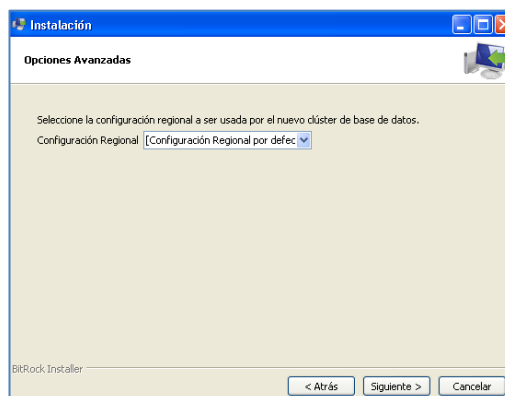 Instalación
Opciones Avanzadas
Seleccione la configuración regional a ser usada por el nuevo clúster de base de datos.
Configuración Regional [Configuración Regional por defec
BitRock Installer
< Atrás Siguiente > Cancelar